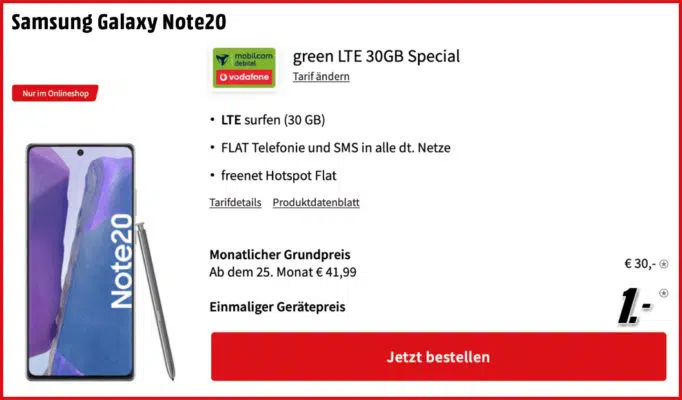 Samsung Galaxy Note20
mobilcom
debitel
vodafone
green LTE 30GB Special
Tarif ändern
Nur im Onlineshop
• LTE surfen (30 GB)
• FLAT Telefonie und SMS in alle dt. Netze
• freenet Hotspot Flat
Tarifdetails Produktdatenblatt
Note20
Monatlicher Grundpreis
Ab dem 25. Monat € 41,99
€ 30,-
Einmaliger Gerätepreis
1.-
Jetzt bestellen